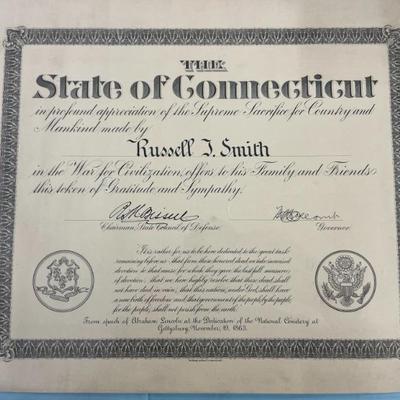 THE
State of Connecticut
in profound appreciation of the Supreme Sacrifice for Country and
Mankind made by
Russell J. Smith
in the War for Civilization, offers to his Family and Friends
this token of Gratitude and Sympathy.
Chairman, State Council of Defense.
Governor.
It is rather for us to be here dedicated to the great task
remaining before us that from these honored dead we take increased
devotion to that cause for which they gave the last full measure
of devotion; that we here highly resolve that these dead shall
not have died in vain; that this nation, under God, shall have
a new birth of freedom and that government of the people, by the people,
for the people, shall not perish from the earth.
From speech of Abraham Lincoln at the Dedication of the National Cemetery at
Gettysburg, November, 19, 1863.